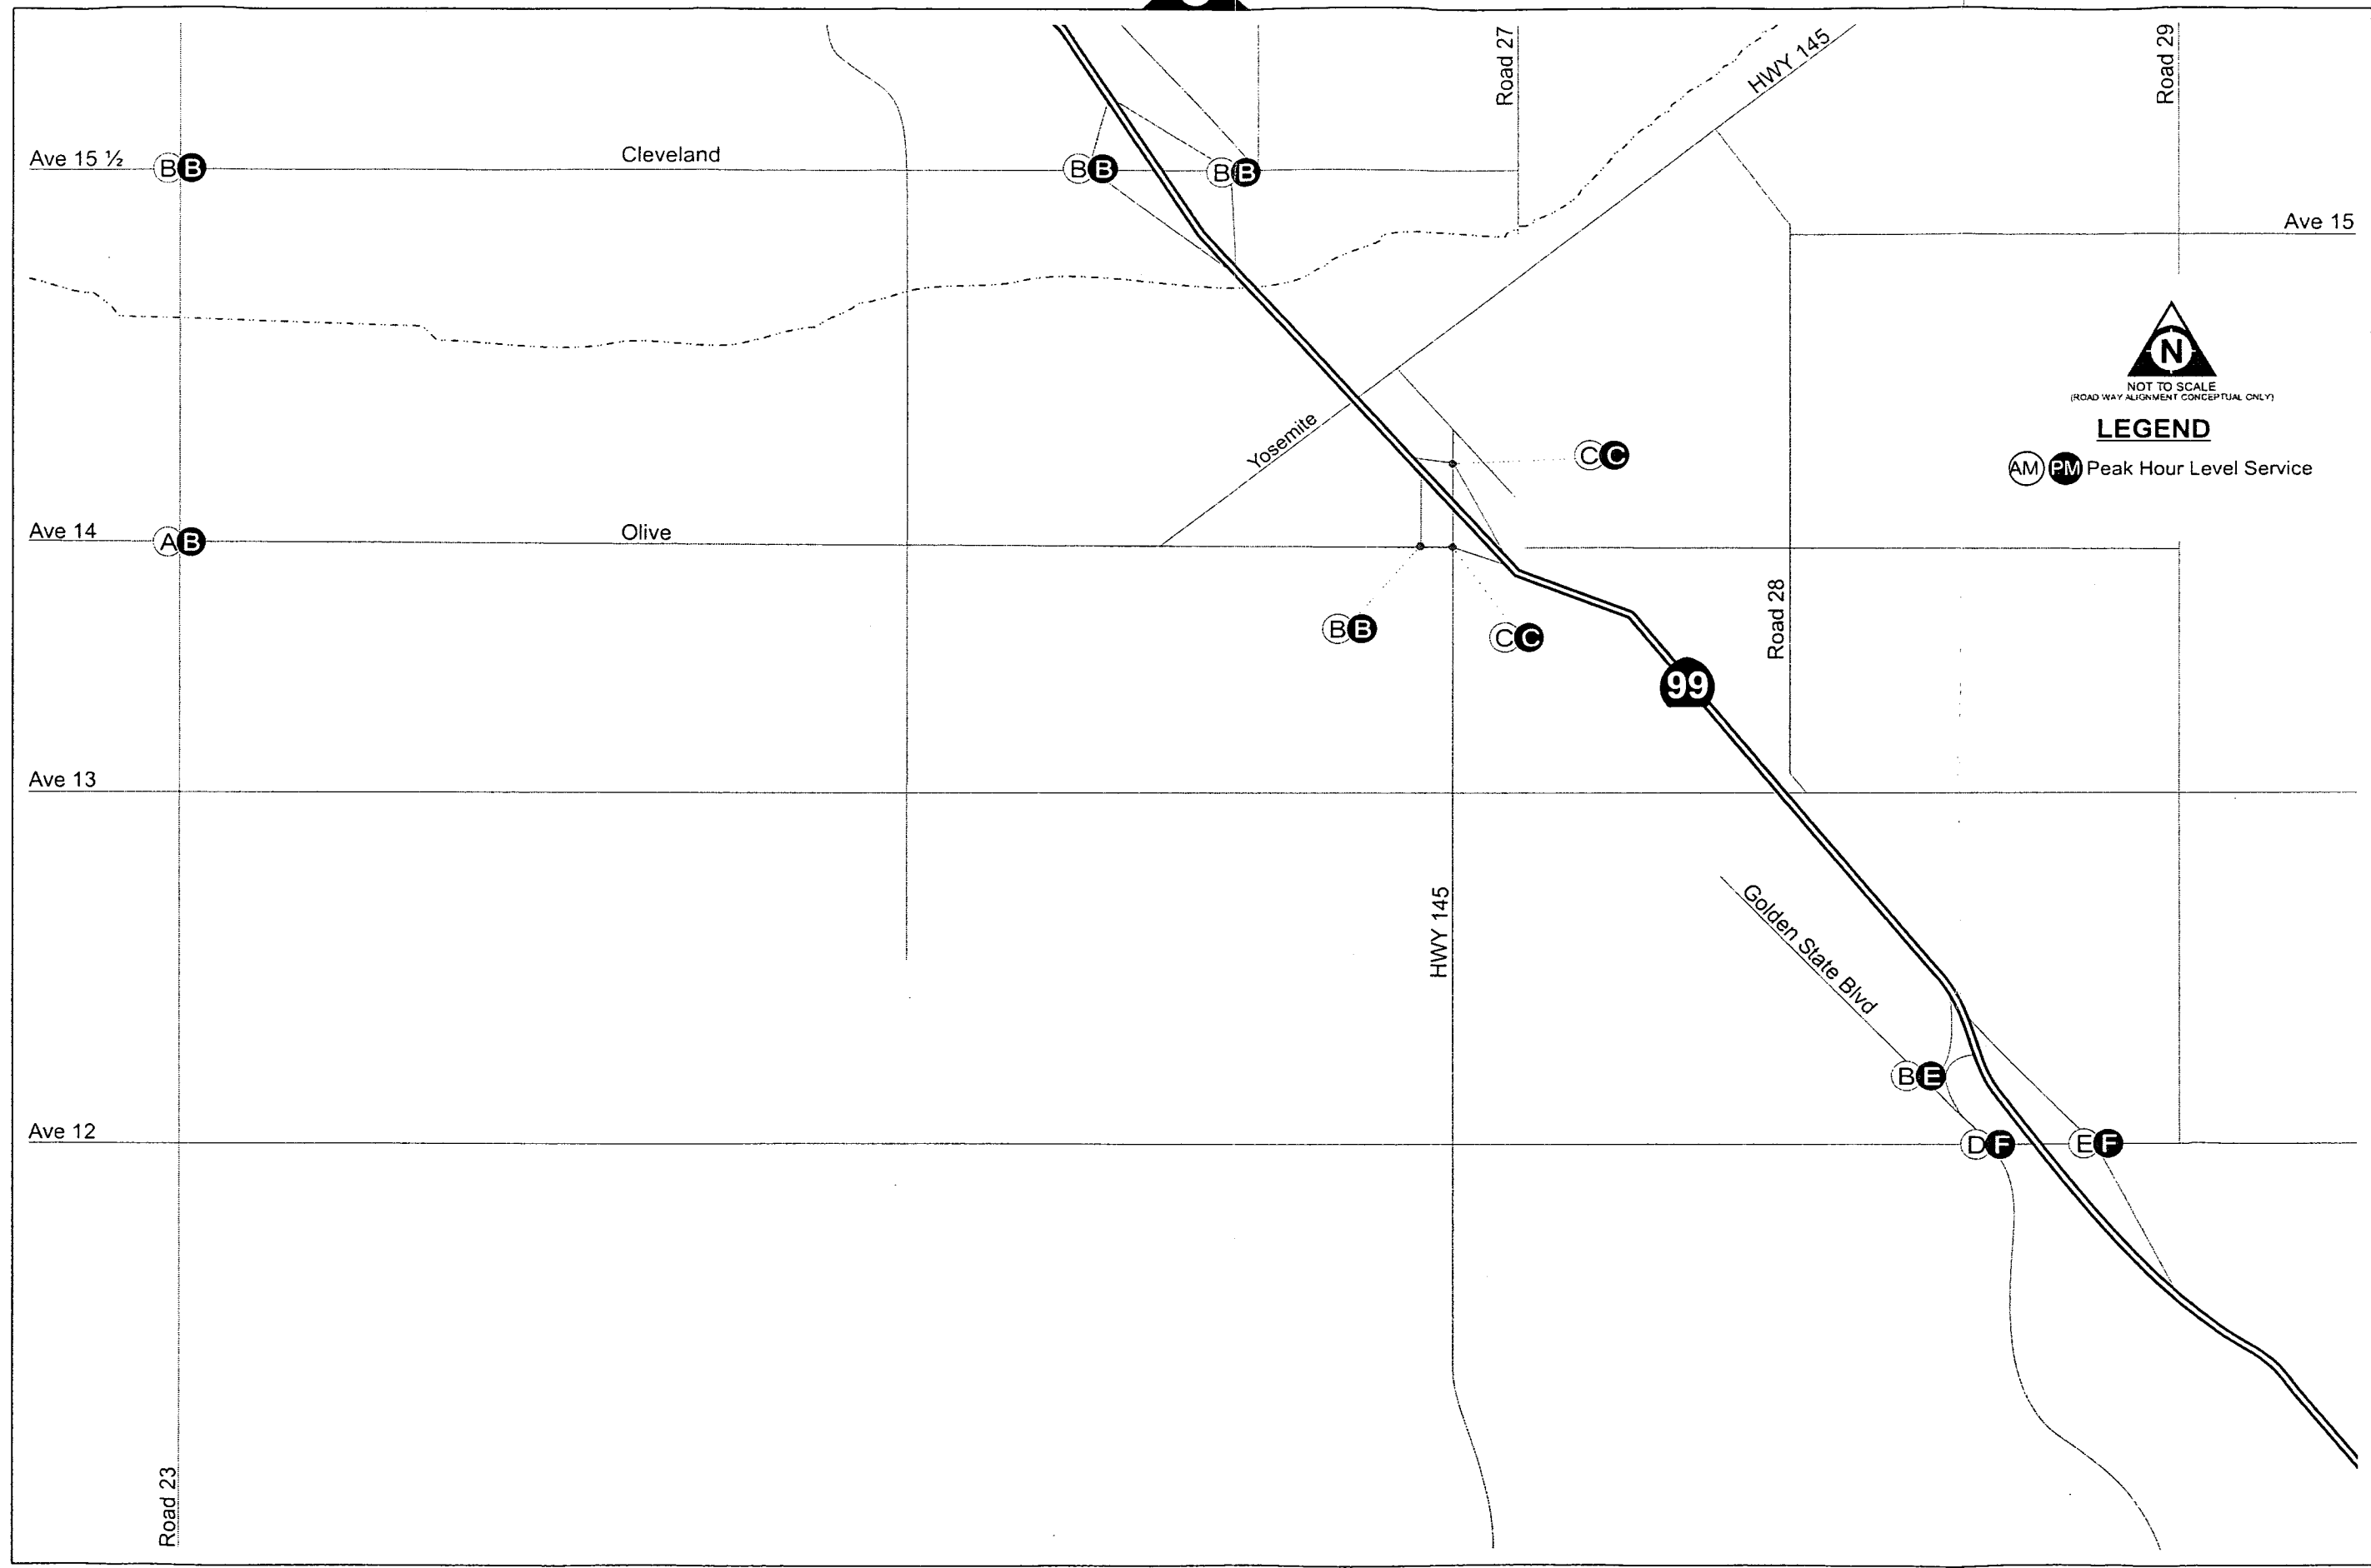 Road 27
HWY 145
Road 29
Ave 15 ½
B B
Cleveland
B B
B B
Ave 15
N
NOT TO SCALE
(ROAD WAY ALIGNMENT CONCEPTUAL ONLY)
LEGEND
AM PM Peak Hour Level Service
Yosemite
C C
Ave 14
A B
Olive
B B
C C
Road 28
99
Ave 13
HWY 145
Golden State Blvd
B E
Ave 12
D F
E F
Road 23